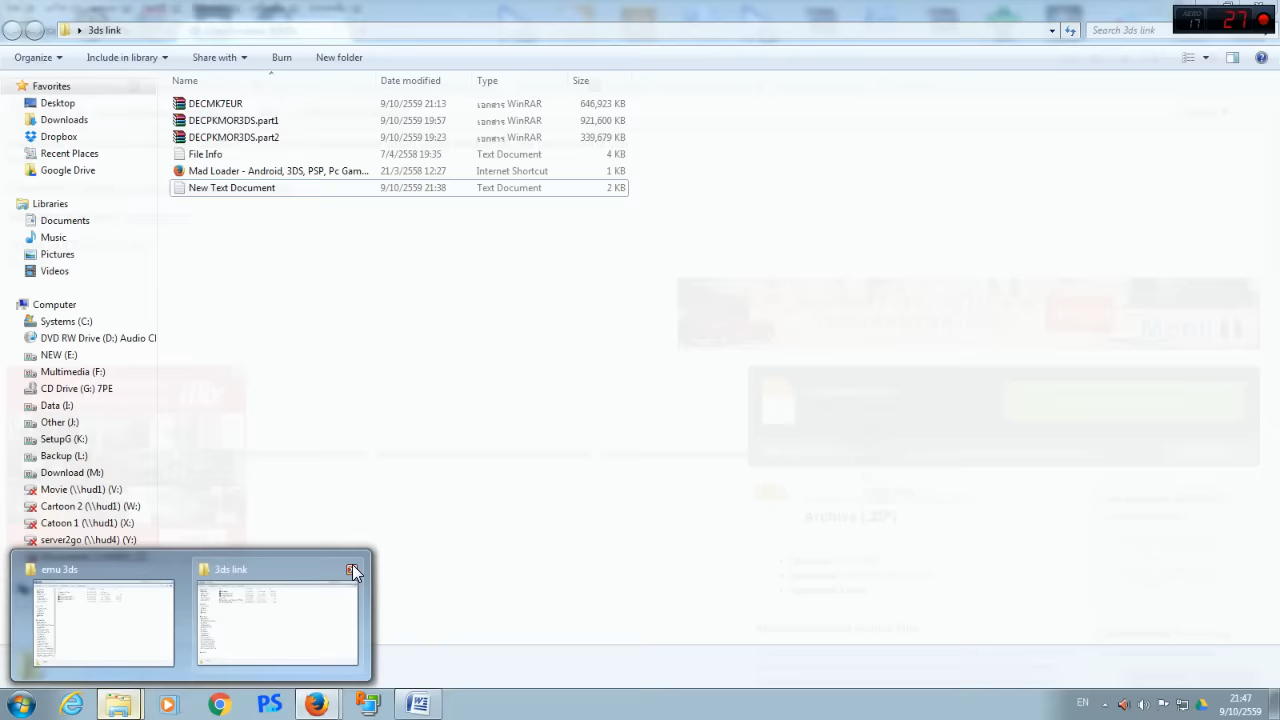 AERO
17
27
3ds link
Search 3ds link
Organize Include in library Share with Burn New folder
Name Date modified Type Size
Favorites
Desktop
Downloads
Dropbox
Recent Places
Google Drive
Libraries
Documents
Music
Pictures
Videos
Computer
Systems (C:)
DVD RW Drive (D:) Audio CI
NEW (E:)
Multimedia (F:)
CD Drive (G:) 7PE
Data (I:)
Other (J:)
SetupG (K:)
Backup (L:)
Download (M:)
Movie (\\hud1) (V:)
Cartoon 2 (\\hud1) (W:)
Catoon 1 (\\hud1) (X:)
server2go (\\hud4) (Y:)
DECMK7EUR 9/10/2559 21:13 เอกสาร WinRAR 646,923 KB
DECPKMOR3DS.part1 9/10/2559 19:57 เอกสาร WinRAR 921,600 KB
DECPKMOR3DS.part2 9/10/2559 19:23 เอกสาร WinRAR 339,679 KB
File Info 7/4/2558 19:35 Text Document 4 KB
Mad Loader - Android, 3DS, PSP, Pc Gam... 21/3/2558 12:27 Internet Shortcut 1 KB
New Text Document 9/10/2559 21:38 Text Document 2 KB
Archive (.ZIP)
emu 3ds
3ds link
PS
EN
21:47
9/10/2559